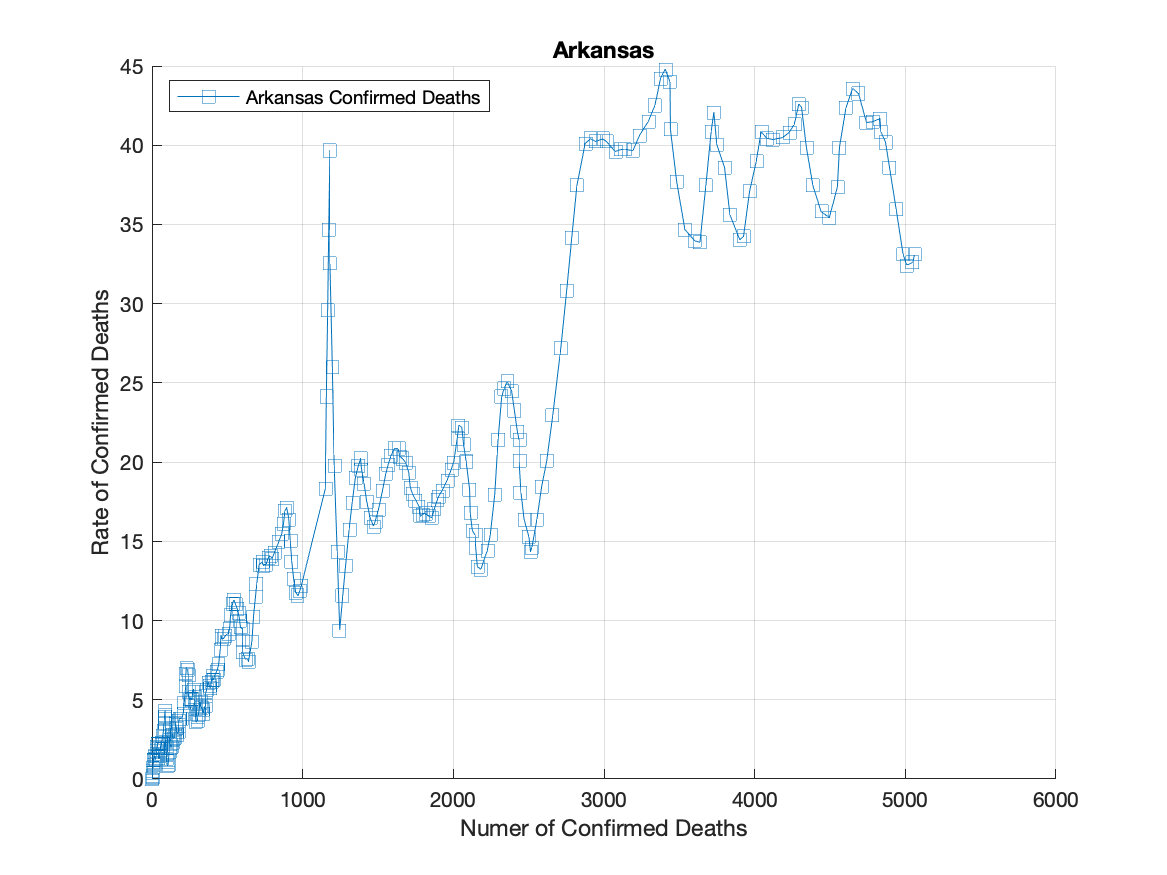 Arkansas
Arkansas Confirmed Deaths
Rate of Confirmed Deaths
45
40
35
30
25
20
15
10
5
0
0 1000 2000 3000 4000 5000 6000
Numer of Confirmed Deaths